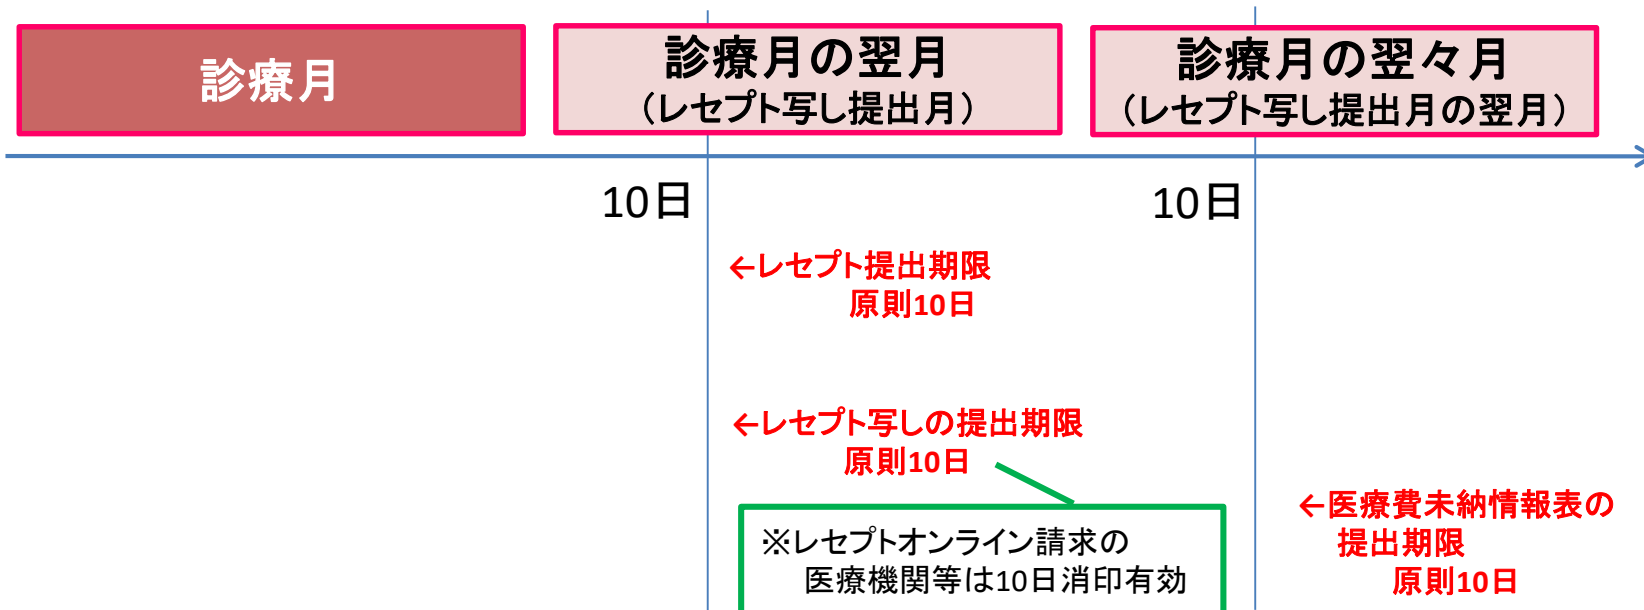 診療月
診療月の翌月
（レセプト写し提出月）
診療月の翌々月
（レセプト写し提出月の翌月）
10日
10日
←レセプト提出期限
原則10日
←レセプト写しの提出期限
原則10日
※レセプトオンライン請求の
医療機関等は10日消印有効
←医療費未納情報表の
提出期限
原則10日